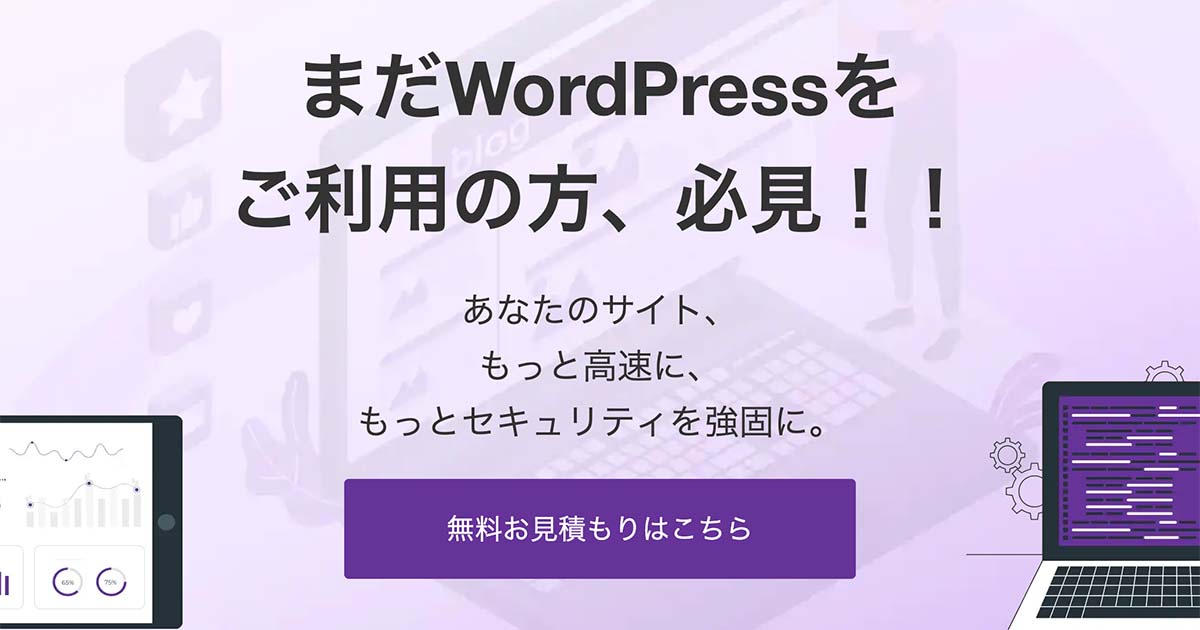 まだWordPressを
ご利用の方、必見！！
blog
あなたのサイト、
もっと高速に、
もっとセキュリティを強固に。
無料お見積もりはこちら
65%
75%